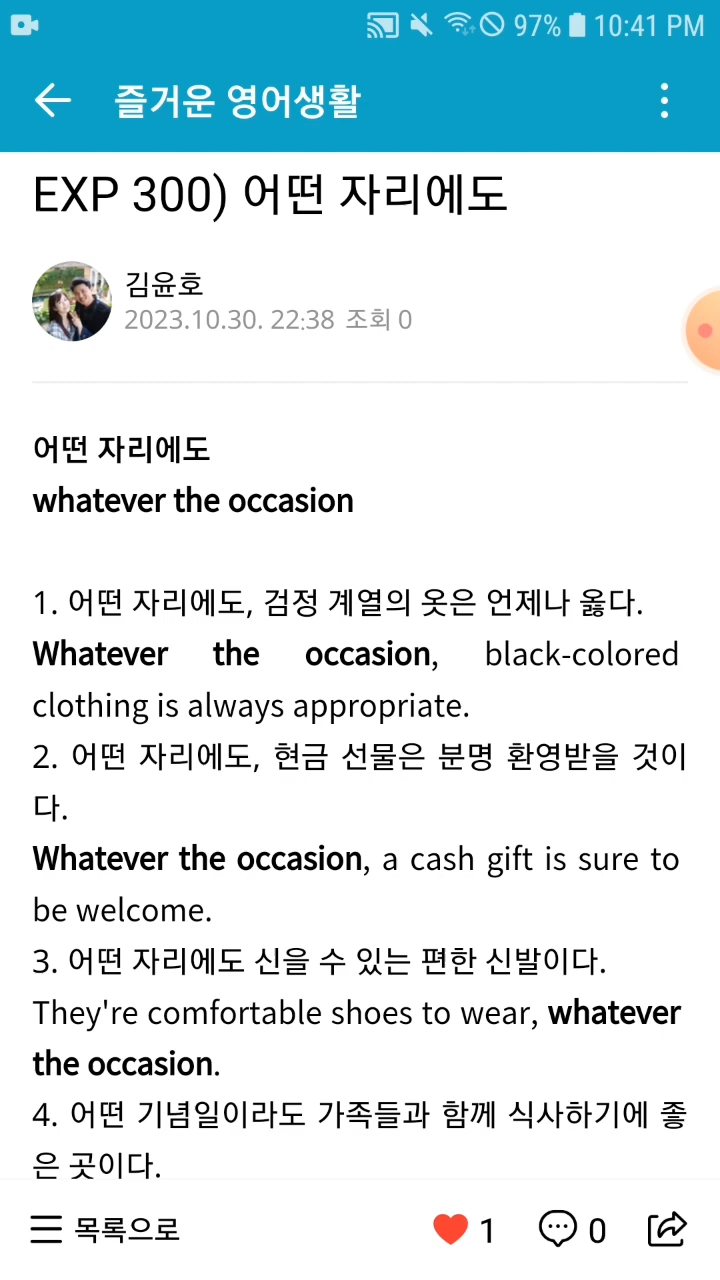 97% 10:41 PM
즐거운 영어생활
EXP 300) 어떤 자리에도
김윤호
2023.10.30. 22:38 조회 0
어떤 자리에도
whatever the occasion
1. 어떤 자리에도, 검정 계열의 옷은 언제나 옳다.
Whatever the occasion, black-colored
clothing is always appropriate.
2. 어떤 자리에도, 현금 선물은 분명 환영받을 것이
다.
Whatever the occasion, a cash gift is sure to
be welcome.
3. 어떤 자리에도 신을 수 있는 편한 신발이다.
They're comfortable shoes to wear, whatever
the occasion.
4. 어떤 기념일이라도 가족들과 함께 식사하기에 좋
은 곳이다.
목록으로 1 0